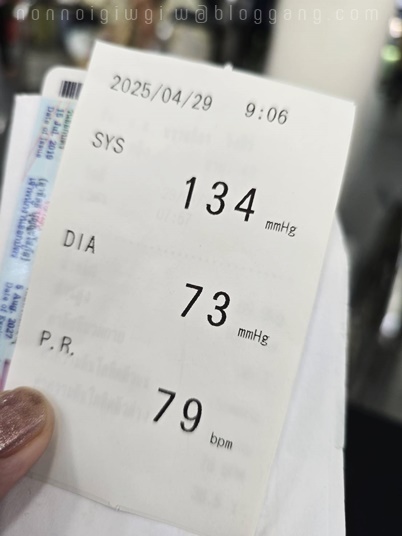 nonnoigiwgiw@bloggang.com
2025/04/29 9:06
SYS
134 mmHg
DIA
73 mmHg
P.R.
79 bpm